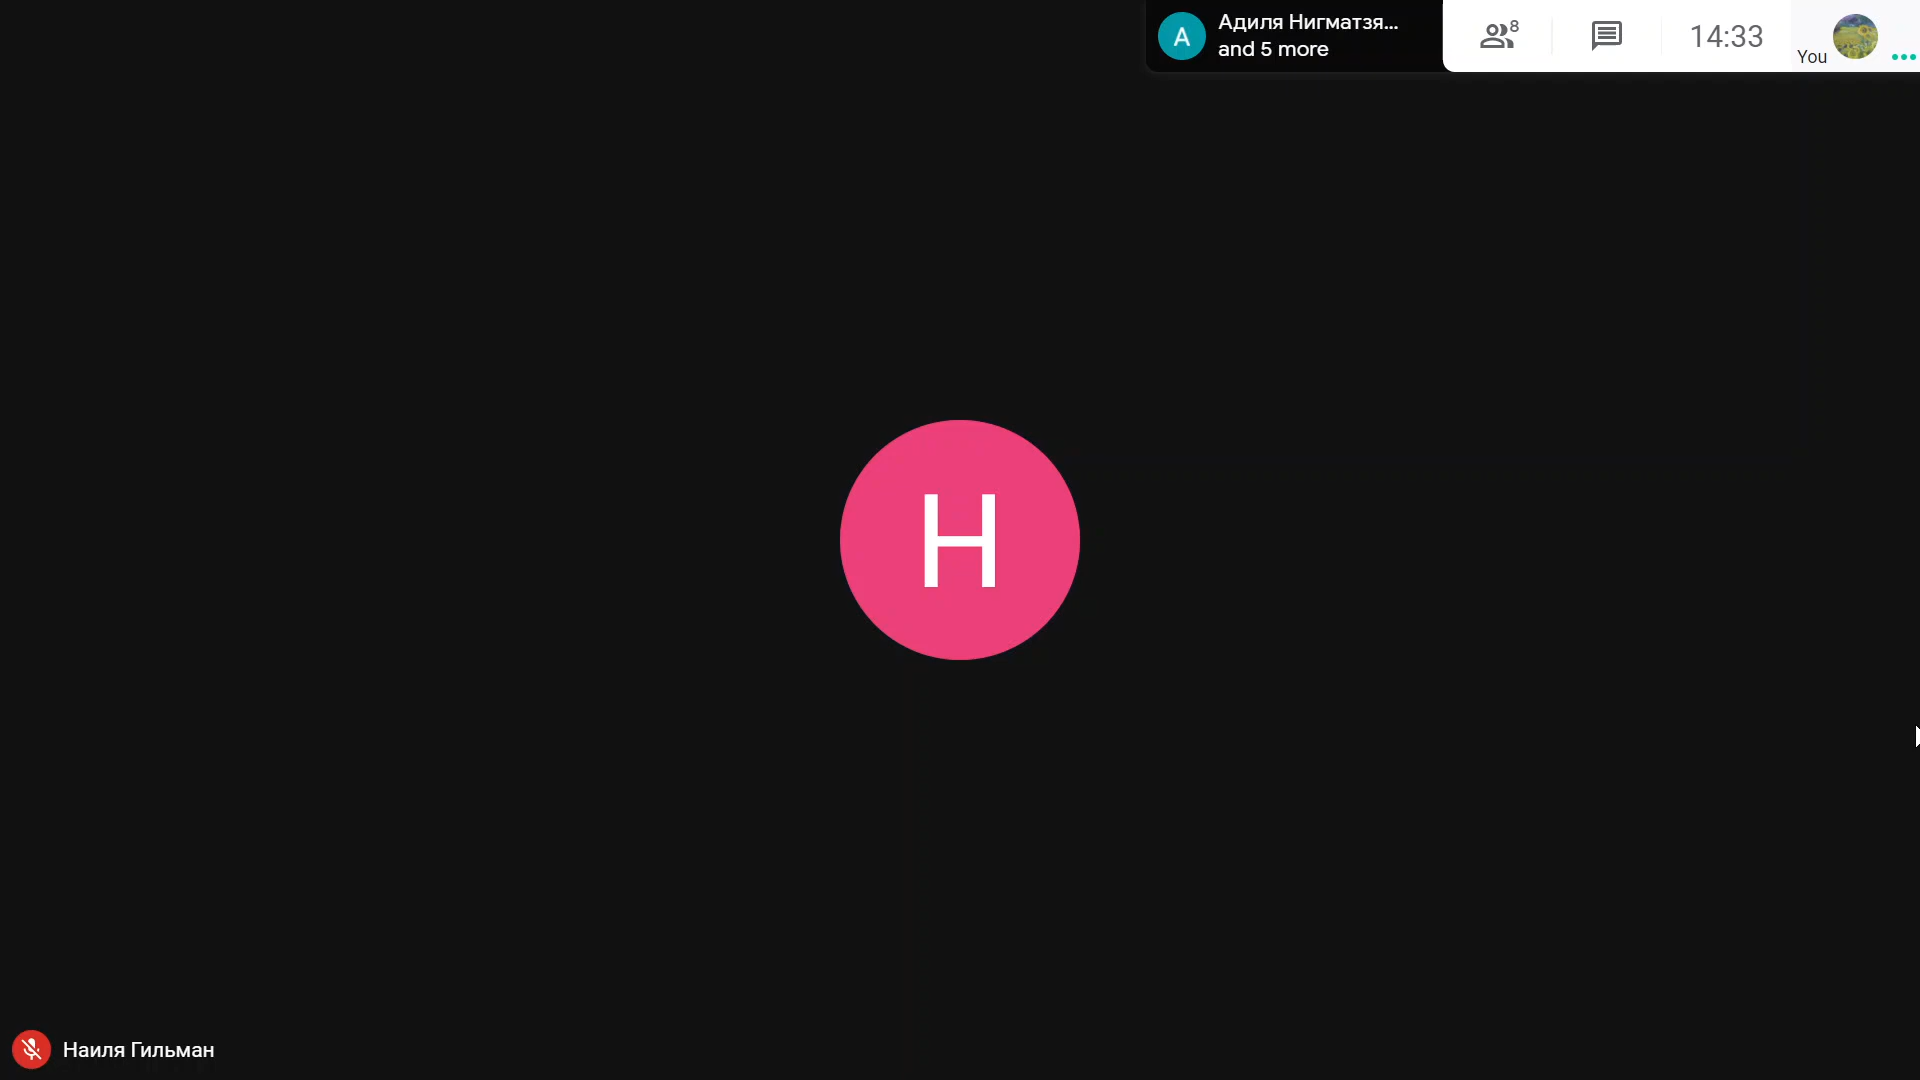 А
Адиля Нигматзя...
and 5 more
8
14:33
You
Н
Наиля Гильман